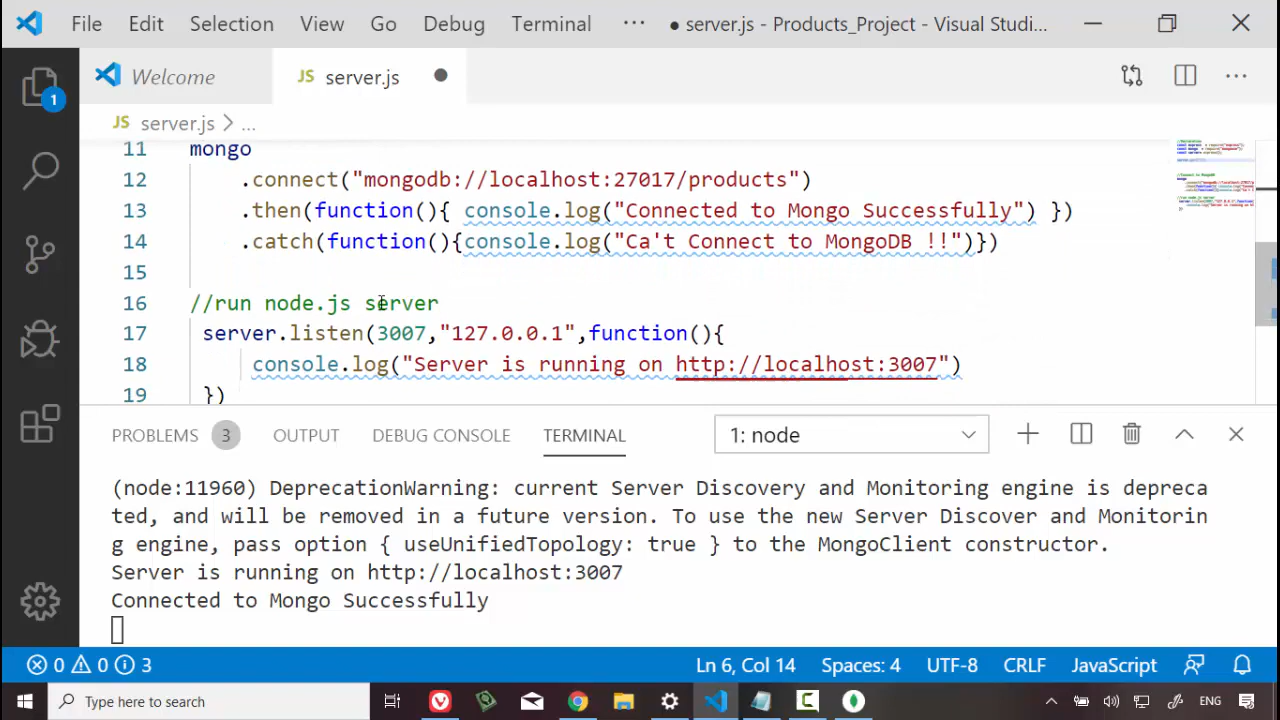 File Edit Selection View Go Debug Terminal ··· ● server.js - Products_Project - Visual Studi...
Welcome JS server.js ●
1
JS server.js > ...
11 mongo
12 .connect("mongodb://localhost:27017/products")
13 .then(function(){ console.log("Connected to Mongo Successfully") })
14 .catch(function(){console.log("Ca't Connect to MongoDB !!")})
15
16 //run node.js server
17 server.listen(3007,"127.0.0.1",function(){
18 console.log("Server is running on http://localhost:3007")
19 })
PROBLEMS 3 OUTPUT DEBUG CONSOLE TERMINAL 1: node
(node:11960) DeprecationWarning: current Server Discovery and Monitoring engine is depreca
ted, and will be removed in a future version. To use the new Server Discover and Monitorin
g engine, pass option { useUnifiedTopology: true } to the MongoClient constructor.
Server is running on http://localhost:3007
Connected to Mongo Successfully
0 0 3 Ln 6, Col 14 Spaces: 4 UTF-8 CRLF JavaScript
Type here to search ENG